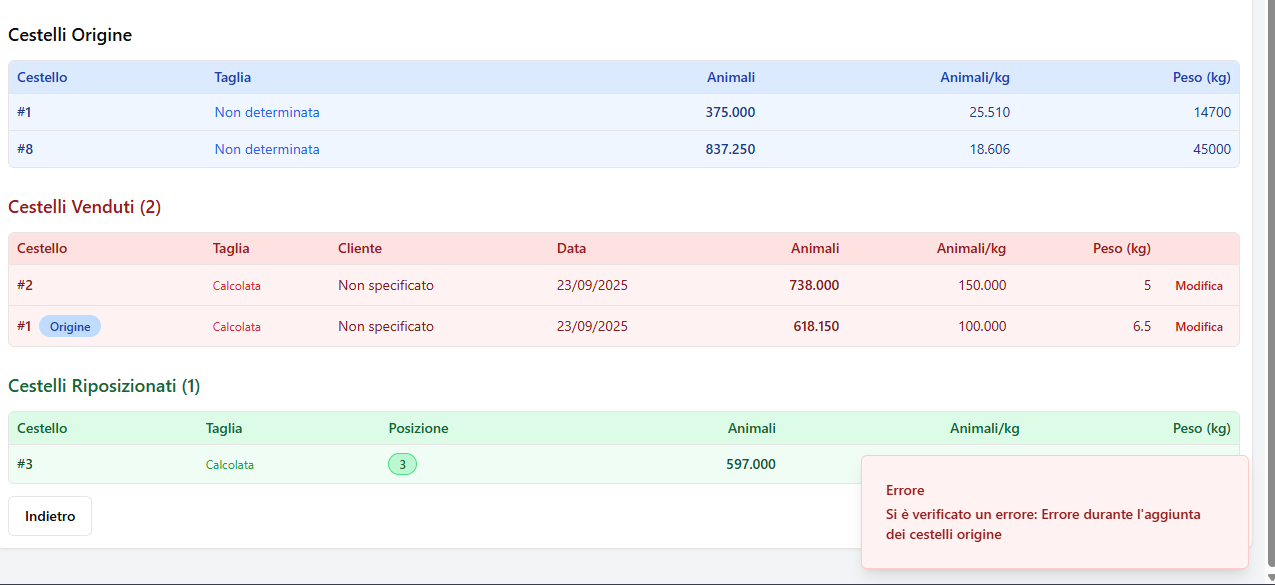 Cestelli Origine
Cestello Taglia Animali Animali/kg Peso (kg)
#1 Non determinata 375.000 25.510 14700
#8 Non determinata 837.250 18.606 45000
Cestelli Venduti (2)
Cestello Taglia Cliente Data Animali Animali/kg Peso (kg)
#2 Calcolata Non specificato 23/09/2025 738.000 150.000 5 Modifica
#1 Origine Calcolata Non specificato 23/09/2025 618.150 100.000 6.5 Modifica
Cestelli Riposizionati (1)
Cestello Taglia Posizione Animali Animali/kg Peso (kg)
#3 Calcolata 3 597.000
Indietro
Errore
Si è verificato un errore: Errore durante l'aggiunta
dei cestelli origine